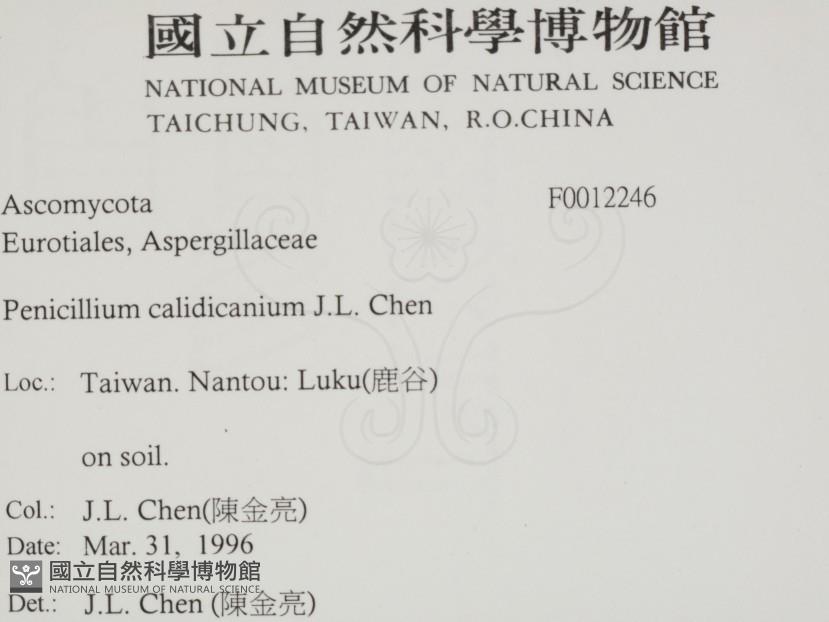 國立自然科學博物館
NATIONAL MUSEUM OF NATURAL SCIENCE
TAICHUNG, TAIWAN, R.O.CHINA
Ascomycota F0012246
Eurotiales, Aspergillaceae
Penicillium calidicanium J.L. Chen
Loc.: Taiwan. Nantou: Luku(鹿谷)
on soil.
Col.: J.L. Chen(陳金亮)
Date: Mar. 31, 1996
國立自然科學博物館
NATIONAL MUSEUM OF NATURAL SCIENCE
Det.: J.L. Chen (陳金亮)